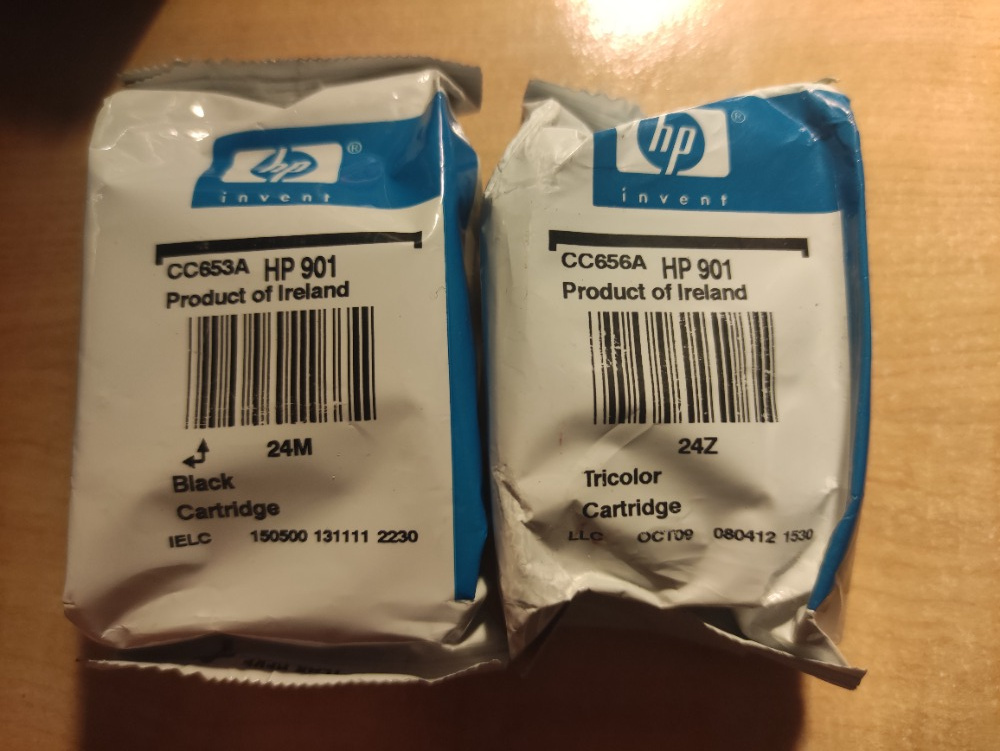 hp ®
invent
CC653A HP 901
Product of Ireland
24M
Black
Cartridge
IELC 150500 131111 2230
hp ®
invent
CC656A HP 901
Product of Ireland
24Z
Tricolor
Cartridge
LLC OCT09 080412 1530